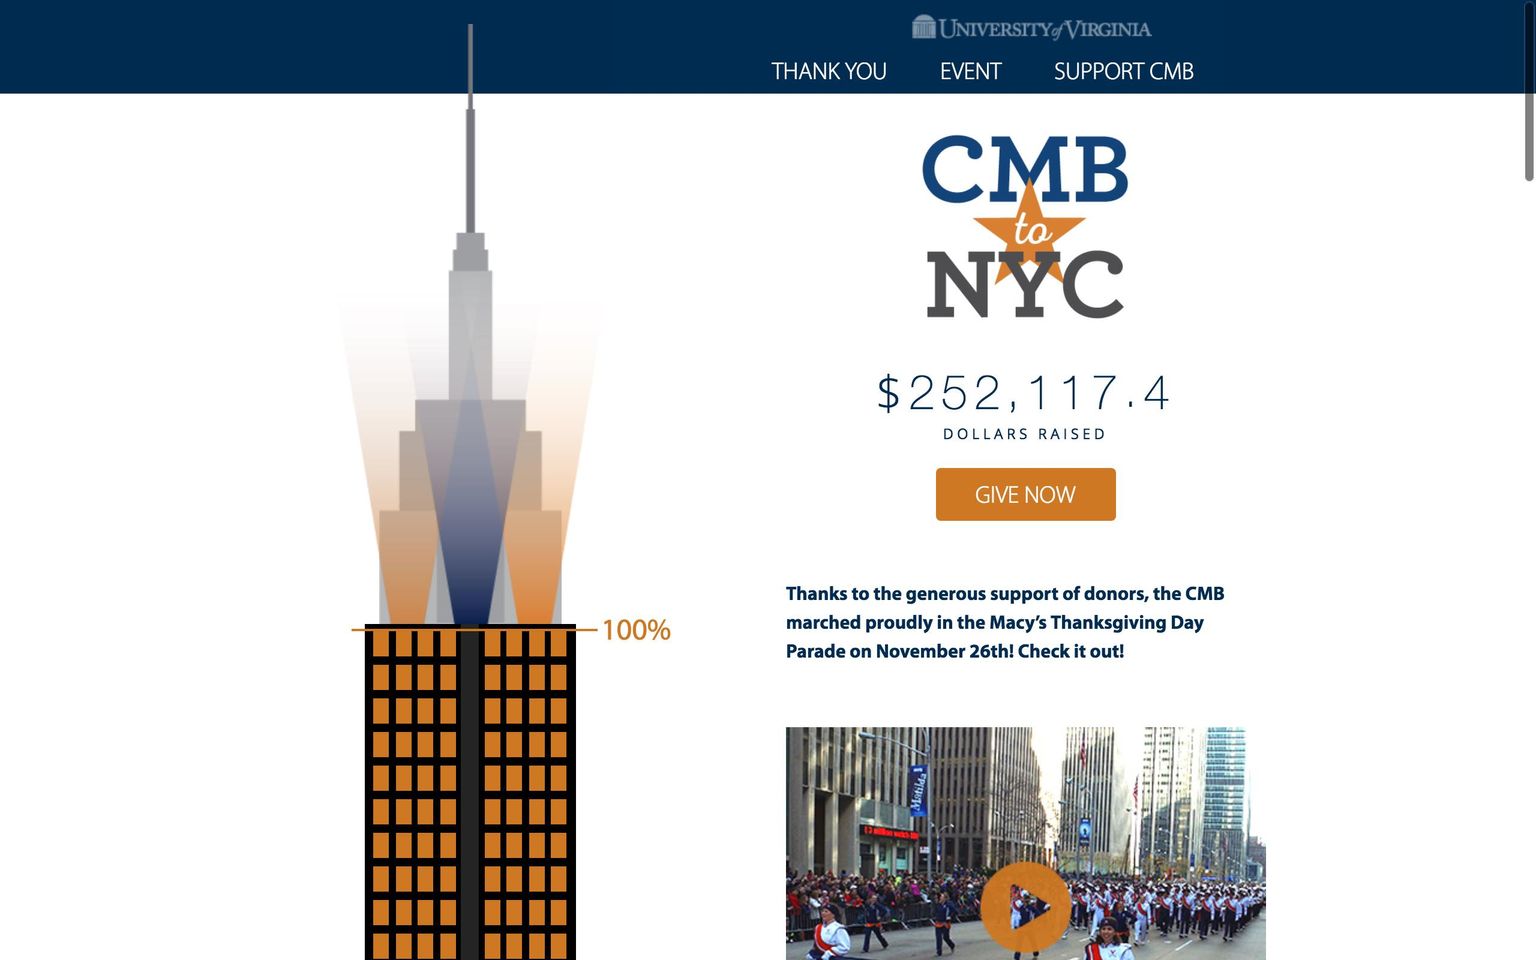 UNIVERSITY of VIRGINIA
THANK YOU EVENT SUPPORT CMB
CMB
to
NYC
$252,117.4
DOLLARS RAISED
GIVE NOW
100%
Thanks to the generous support of donors, the CMB
marched proudly in the Macy’s Thanksgiving Day
Parade on November 26th! Check it out!
Matilda